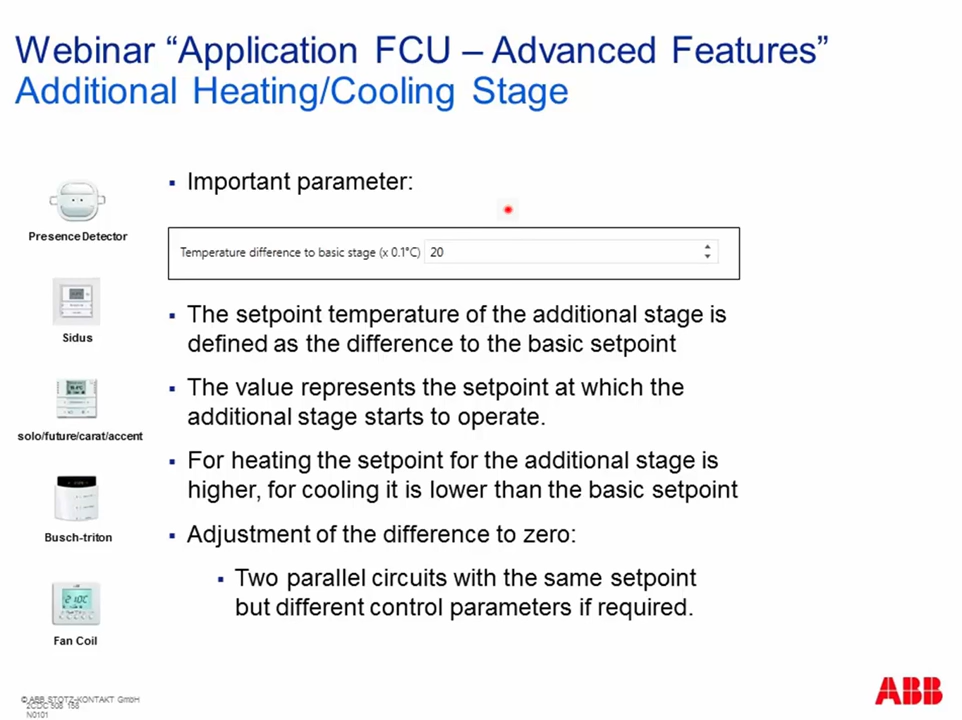 Webinar “Application FCU – Advanced Features”
Additional Heating/Cooling Stage
Important parameter:
Presence Detector
Temperature difference to basic stage (x 0.1°C) 20
The setpoint temperature of the additional stage is
defined as the difference to the basic setpoint
Sidus
The value represents the setpoint at which the
additional stage starts to operate.
solo/future/carat/accent
For heating the setpoint for the additional stage is
higher, for cooling it is lower than the basic setpoint
Busch-triton
Adjustment of the difference to zero:
Two parallel circuits with the same setpoint
but different control parameters if required.
Fan Coil
© ABB STOTZ-KONTAKT GmbH
2CDC 508 158
N0101
ABB